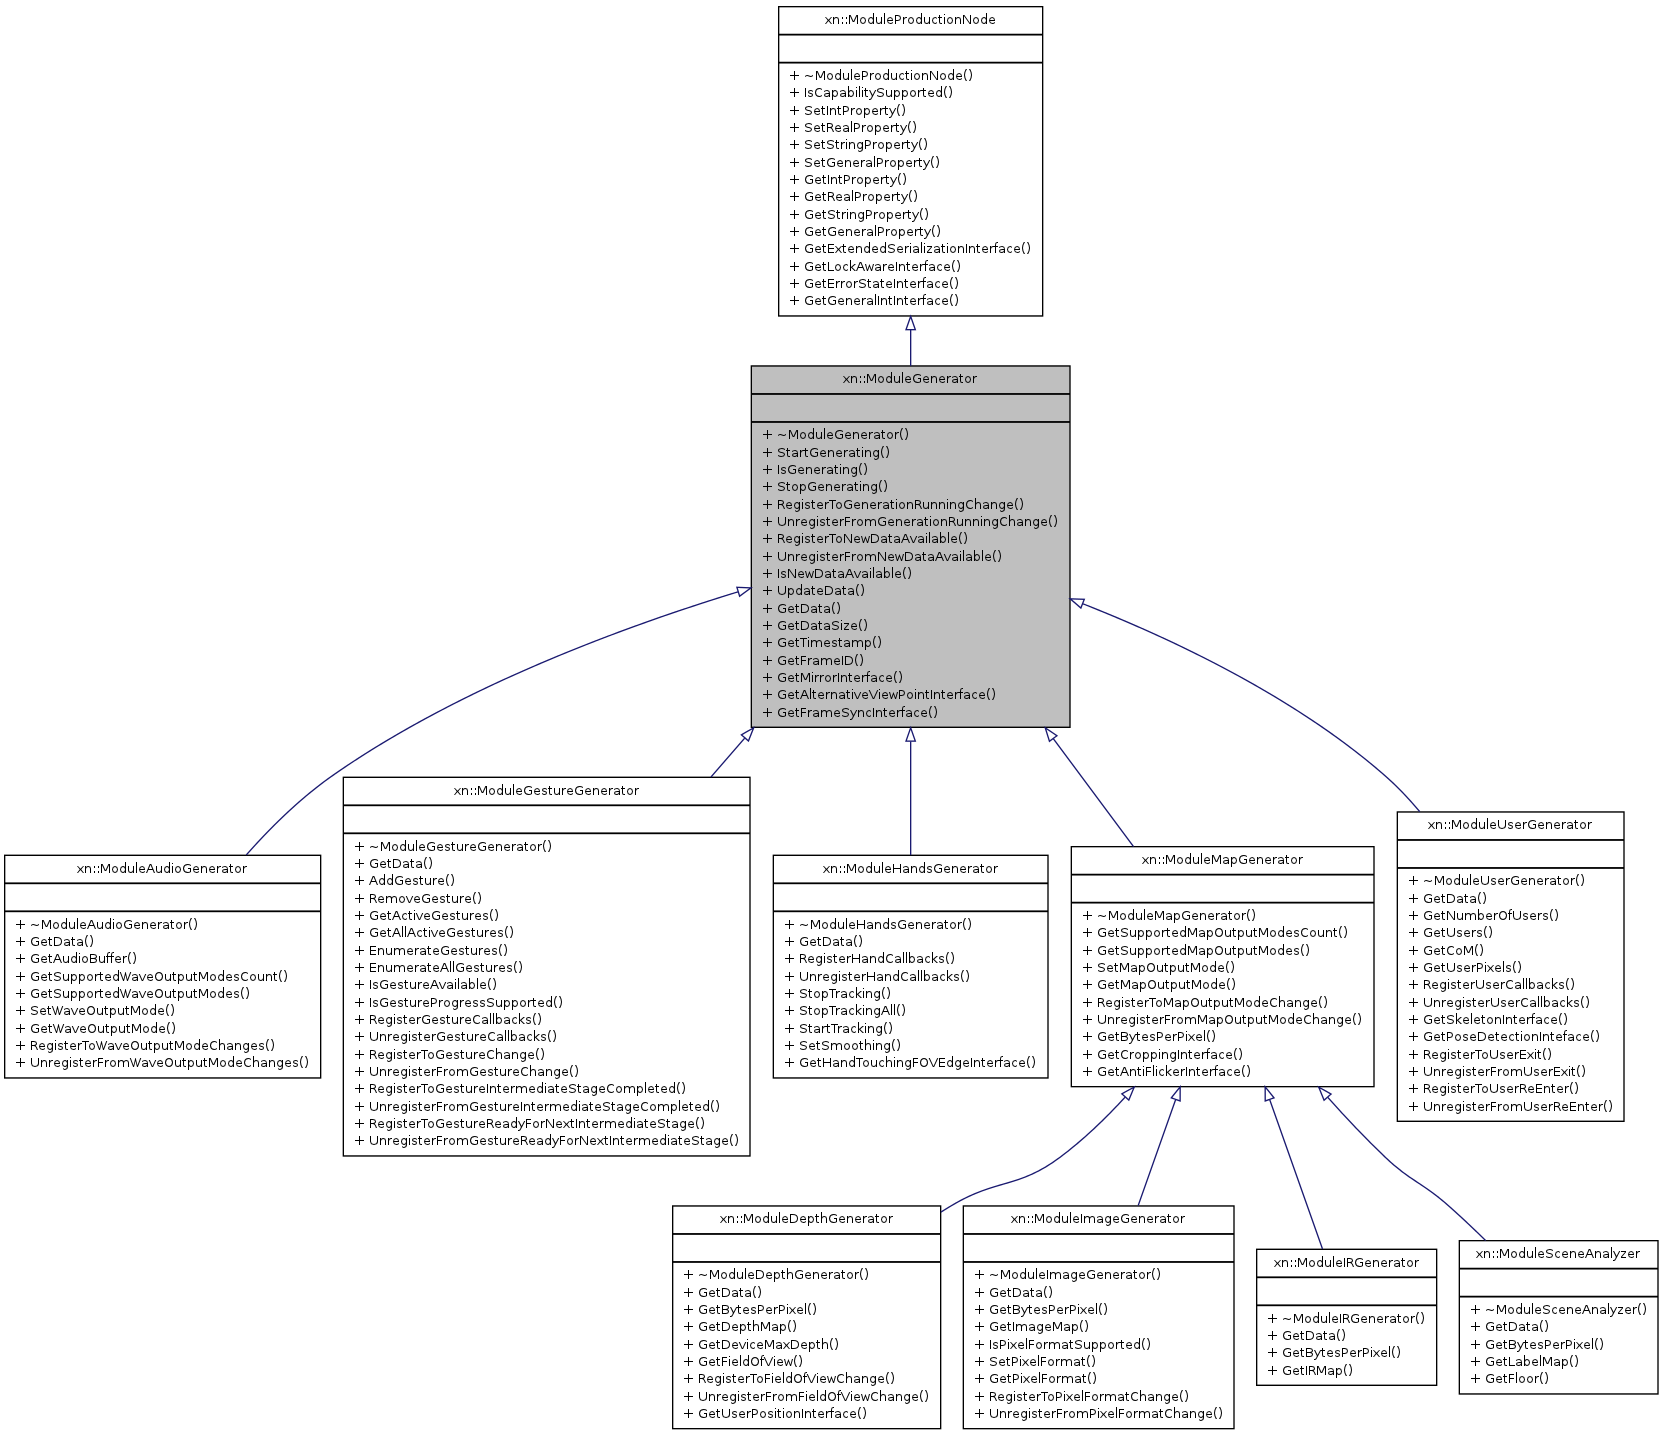 xn::ModuleProductionNode
+ ~ModuleProductionNode()
+ IsCapabilitySupported()
+ SetIntProperty()
+ SetRealProperty()
+ SetStringProperty()
+ SetGeneralProperty()
+ GetIntProperty()
+ GetRealProperty()
+ GetStringProperty()
+ GetGeneralProperty()
+ GetExtendedSerializationInterface()
+ GetLockAwareInterface()
+ GetErrorStateInterface()
+ GetGeneralIntInterface()
xn::ModuleGenerator
+ ~ModuleGenerator()
+ StartGenerating()
+ IsGenerating()
+ StopGenerating()
+ RegisterToGenerationRunningChange()
+ UnregisterFromGenerationRunningChange()
+ RegisterToNewDataAvailable()
+ UnregisterFromNewDataAvailable()
+ IsNewDataAvailable()
+ UpdateData()
+ GetData()
+ GetDataSize()
+ GetTimestamp()
+ GetFrameID()
+ GetMirrorInterface()
+ GetAlternativeViewPointInterface()
+ GetFrameSyncInterface()
xn::ModuleAudioGenerator
+ ~ModuleAudioGenerator()
+ GetData()
+ GetAudioBuffer()
+ GetSupportedWaveOutputModesCount()
+ GetSupportedWaveOutputModes()
+ SetWaveOutputMode()
+ GetWaveOutputMode()
+ RegisterToWaveOutputModeChanges()
+ UnregisterFromWaveOutputModeChanges()
xn::ModuleGestureGenerator
+ ~ModuleGestureGenerator()
+ GetData()
+ AddGesture()
+ RemoveGesture()
+ GetActiveGestures()
+ GetAllActiveGestures()
+ EnumerateGestures()
+ EnumerateAllGestures()
+ IsGestureAvailable()
+ IsGestureProgressSupported()
+ RegisterGestureCallbacks()
+ UnregisterGestureCallbacks()
+ RegisterToGestureChange()
+ UnregisterFromGestureChange()
+ RegisterToGestureIntermediateStageCompleted()
+ UnregisterFromGestureIntermediateStageCompleted()
+ RegisterToGestureReadyForNextIntermediateStage()
+ UnregisterFromGestureReadyForNextIntermediateStage()
xn::ModuleHandsGenerator
+ ~ModuleHandsGenerator()
+ GetData()
+ RegisterHandCallbacks()
+ UnregisterHandCallbacks()
+ StopTracking()
+ StopTrackingAll()
+ StartTracking()
+ SetSmoothing()
+ GetHandTouchingFOVEdgeInterface()
xn::ModuleMapGenerator
+ ~ModuleMapGenerator()
+ GetSupportedMapOutputModesCount()
+ GetSupportedMapOutputModes()
+ SetMapOutputMode()
+ GetMapOutputMode()
+ RegisterToMapOutputModeChange()
+ UnregisterFromMapOutputModeChange()
+ GetBytesPerPixel()
+ GetCroppingInterface()
+ GetAntiFlickerInterface()
xn::ModuleUserGenerator
+ ~ModuleUserGenerator()
+ GetData()
+ GetNumberOfUsers()
+ GetUsers()
+ GetCoM()
+ GetUserPixels()
+ RegisterUserCallbacks()
+ UnregisterUserCallbacks()
+ GetSkeletonInterface()
+ GetPoseDetectionInteface()
+ RegisterToUserExit()
+ UnregisterFromUserExit()
+ RegisterToUserReEnter()
+ UnregisterFromUserReEnter()
xn::ModuleDepthGenerator
+ ~ModuleDepthGenerator()
+ GetData()
+ GetBytesPerPixel()
+ GetDepthMap()
+ GetDeviceMaxDepth()
+ GetFieldOfView()
+ RegisterToFieldOfViewChange()
+ UnregisterFromFieldOfViewChange()
+ GetUserPositionInterface()
xn::ModuleImageGenerator
+ ~ModuleImageGenerator()
+ GetData()
+ GetBytesPerPixel()
+ GetImageMap()
+ IsPixelFormatSupported()
+ SetPixelFormat()
+ GetPixelFormat()
+ RegisterToPixelFormatChange()
+ UnregisterFromPixelFormatChange()
xn::ModuleIRGenerator
+ ~ModuleIRGenerator()
+ GetData()
+ GetBytesPerPixel()
+ GetIRMap()
xn::ModuleSceneAnalyzer
+ ~ModuleSceneAnalyzer()
+ GetData()
+ GetBytesPerPixel()
+ GetLabelMap()
+ GetFloor()